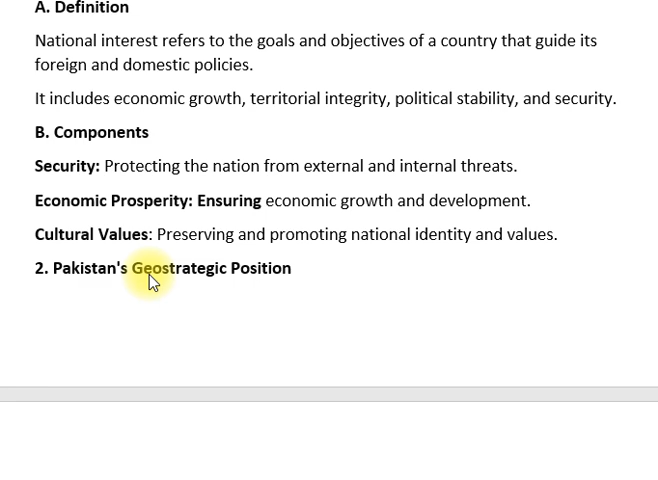 A. Definition
National interest refers to the goals and objectives of a country that guide its
foreign and domestic policies.
It includes economic growth, territorial integrity, political stability, and security.
B. Components
Security: Protecting the nation from external and internal threats.
Economic Prosperity: Ensuring economic growth and development.
Cultural Values: Preserving and promoting national identity and values.
2. Pakistan's Geostrategic Position